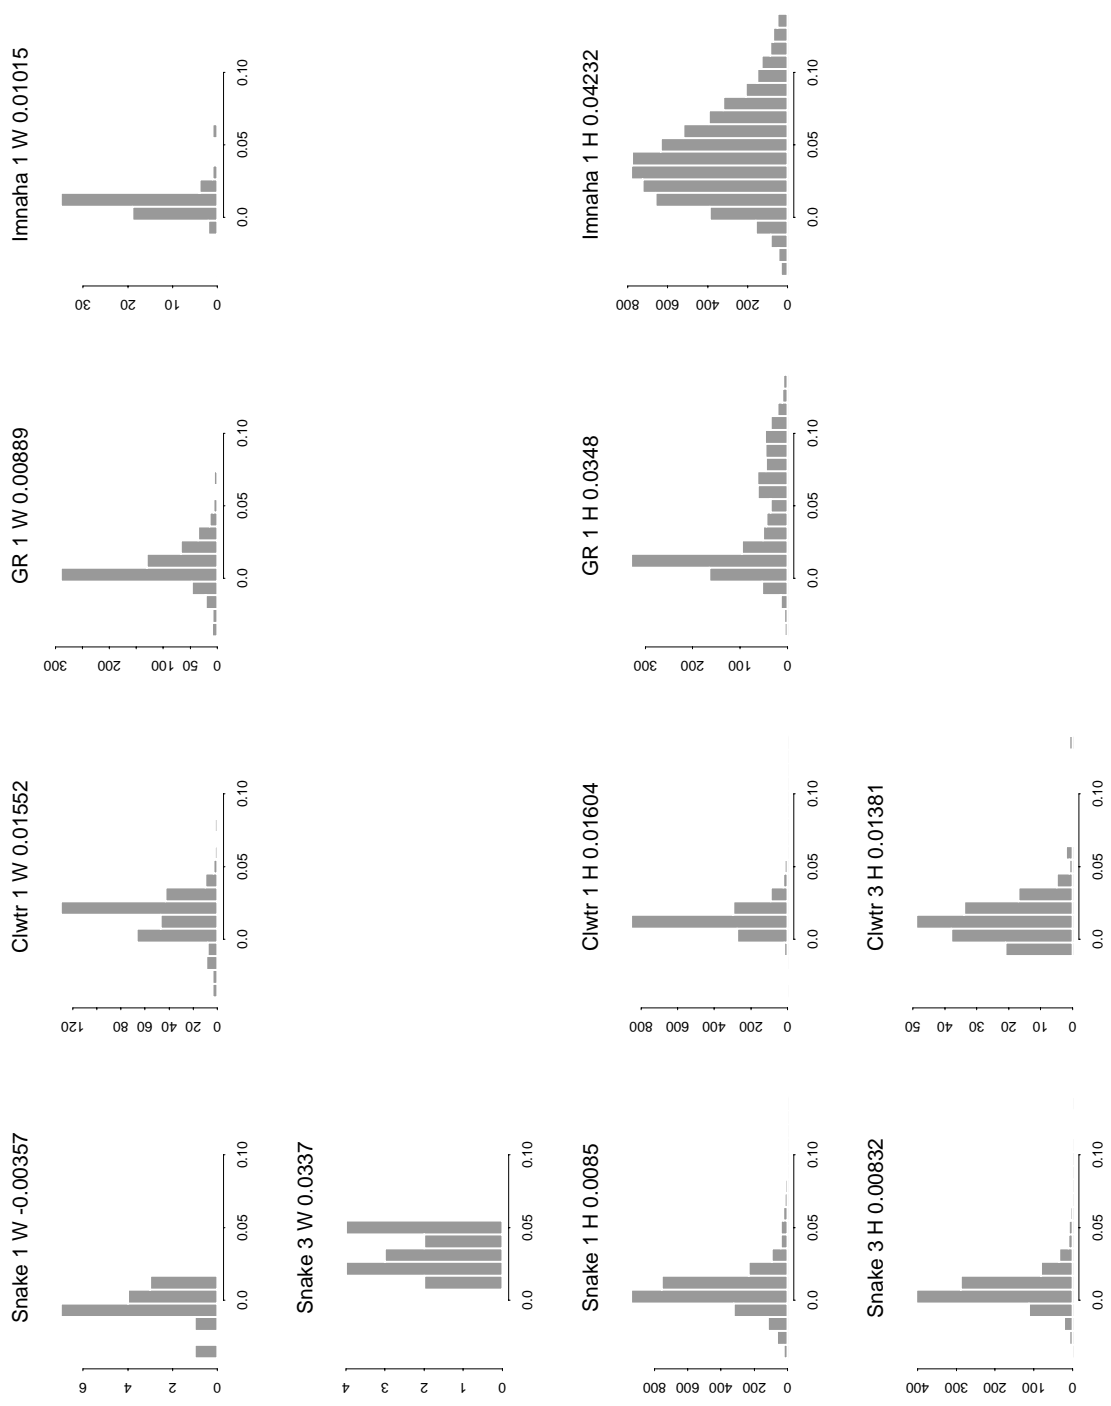 Snake 1 W -0.00357
6
4
2
0
0.0 0.05 0.10
Clwtr 1 W 0.01552
120
80
60
40
20
0
0.0 0.05 0.10
GR 1 W 0.00889
300
200
100
50
0
0.0 0.05 0.10
Imnaha 1 W 0.01015
30
20
10
0
0.0 0.05 0.10
Snake 3 W 0.0337
4
3
2
1
0
0.0 0.05 0.10
Snake 1 H 0.0085
800
600
400
200
0
0.0 0.05 0.10
Clwtr 1 H 0.01604
800
600
400
200
0
0.0 0.05 0.10
GR 1 H 0.0348
300
200
100
0
0.0 0.05 0.10
Imnaha 1 H 0.04232
800
600
400
200
0
0.0 0.05 0.10
Snake 3 H 0.00832
400
300
200
100
0
0.0 0.05 0.10
Clwtr 3 H 0.01381
50
40
30
20
10
0
0.0 0.05 0.10